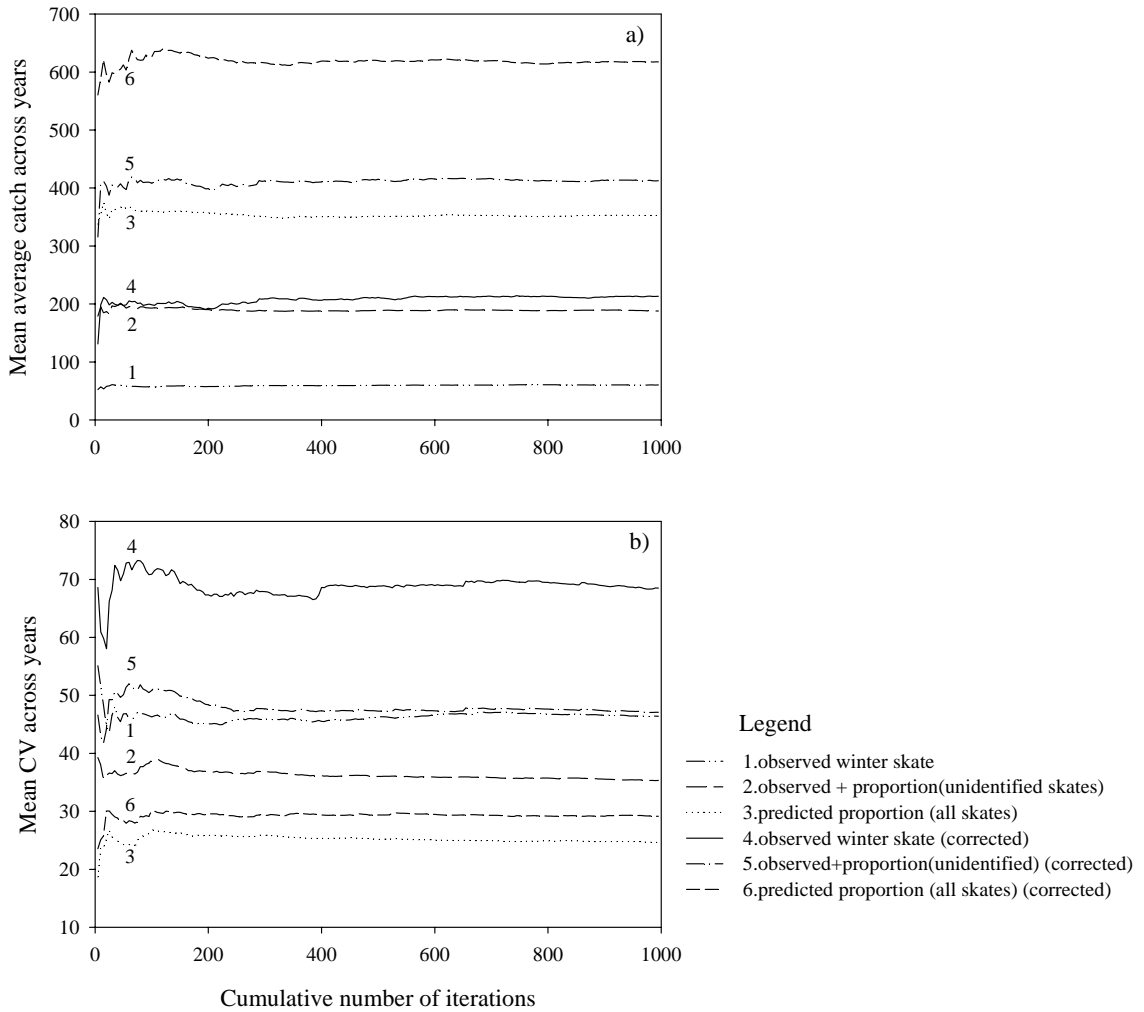 a)
Mean average catch across years
700
600
500
400
300
200
100
0
6
5
3
4
2
1
0 200 400 600 800 1000
b)
Mean CV across years
80
70
60
50
40
30
20
10
4
5
1
2
6
3
0 200 400 600 800 1000
Cumulative number of iterations
Legend
1.observed winter skate
2.observed + proportion(unidentified skates)
3.predicted proportion (all skates)
4.observed winter skate (corrected)
5.observed+proportion(unidentified) (corrected)
6.predicted proportion (all skates) (corrected)